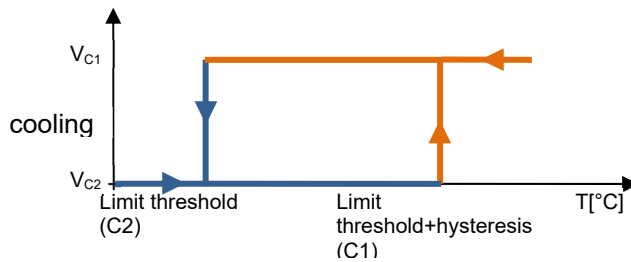 VC1
cooling
VC2
Limit threshold
(C2)
Limit
threshold+hysteresis
(C1)
T[°C]